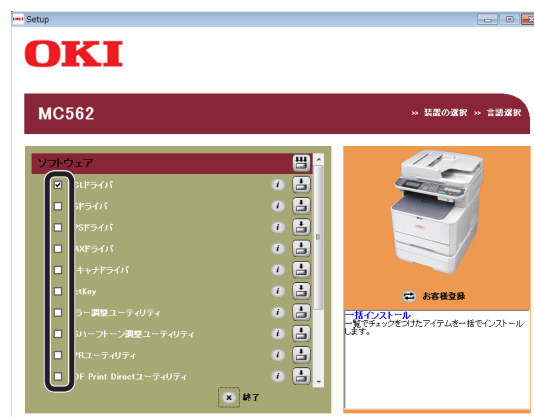 Setup
OKI
MC562
>> 装置の選択 >> 言語選択
ソフトウェア
CLドライバ
Sドライバ
PSドライバ
AXドライバ
キャナドライバ
ctKey
ラー調整ユーティリティ
Sハーフトーン調整ユーティリティ
PRユーティリティ
DF Print Directユーティリティ
終了
お客様登録
一括インストール
一覧でチェックをつけたアイテムを一括でインストール
します。